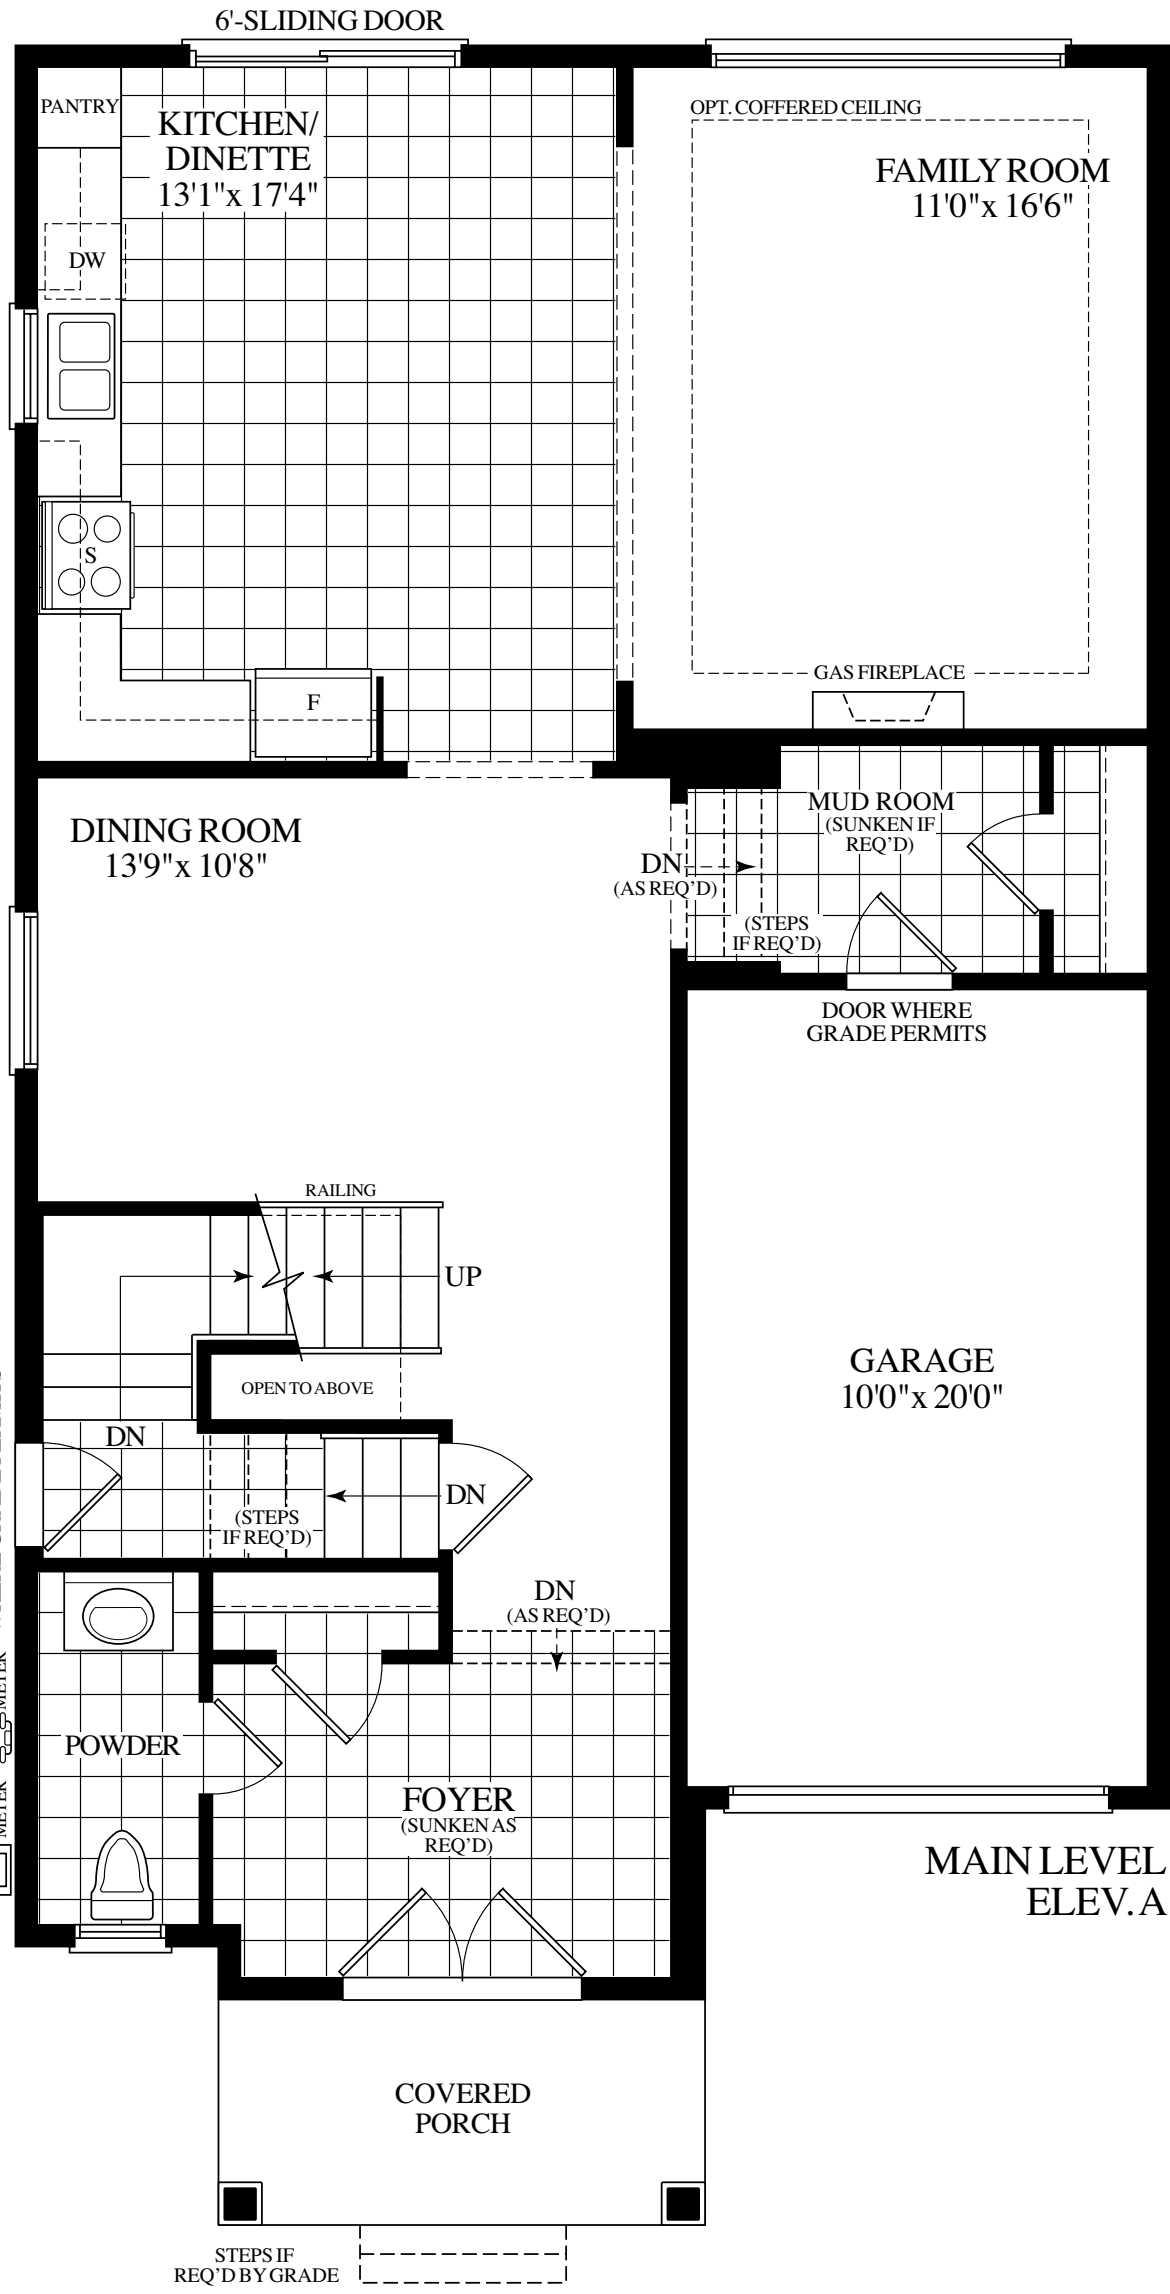 6'-SLIDING DOOR
PANTRY
KITCHEN/
DINETTE
13'1"x 17'4"
OPT. COFFERED CEILING
FAMILY ROOM
11'0"x 16'6"
DW
S
F
GAS FIREPLACE
DINING ROOM
13'9"x 10'8"
MUD ROOM
(SUNKEN IF
REQ'D)
DN
(AS REQ'D)
(STEPS
IF REQ'D)
DOOR WHERE
GRADE PERMITS
RAILING
UP
OPEN TO ABOVE
GARAGE
10'0"x 20'0"
DN
DN
(STEPS
IF REQ'D)
DN
(AS REQ'D)
METER
METER
POWDER
FOYER
(SUNKEN AS
REQ'D)
MAIN LEVEL
ELEV. A
COVERED
PORCH
STEPS IF
REQ'D BY GRADE